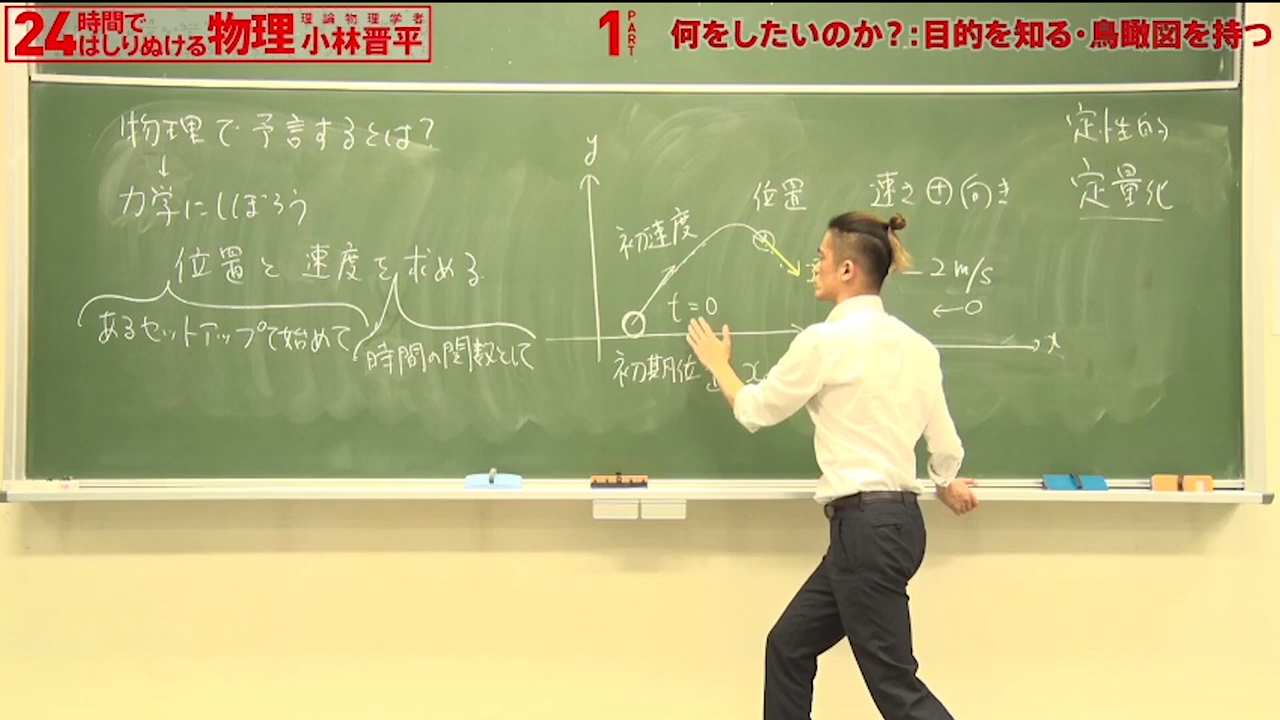 24時間で
はしりぬける物理
理論物理学者
小林晋平
PART 1
何をしたいのか?:目的を知る・鳥瞰図を持つ
物理で予言するとは?
↓
力学にしぼろう
位置と速度を求める
あるセットアップで始めて
時間の関数として
y
初速度
t=0
初期位
位置
速さ⊕向き
-2m/s
←0
x
定性的
定量化